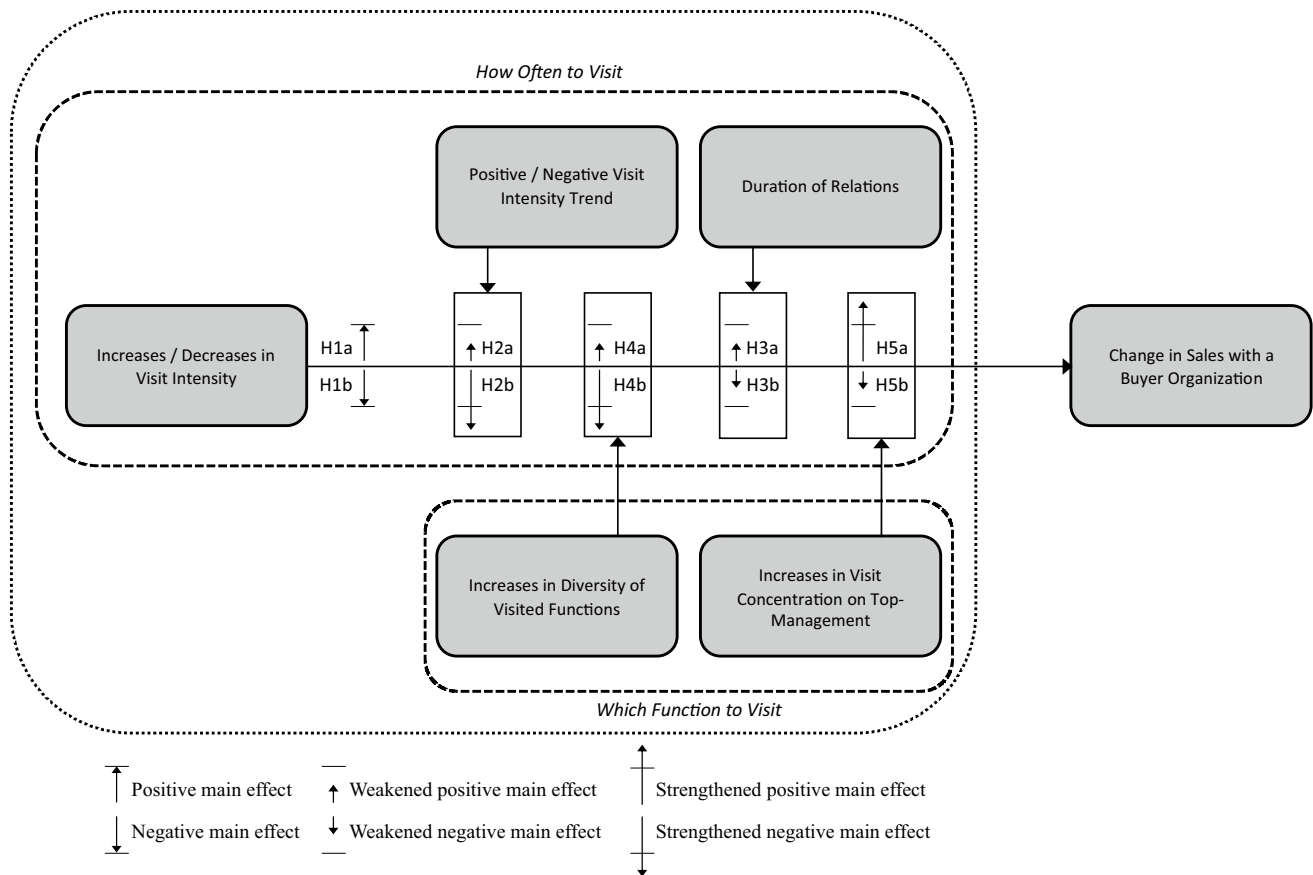 How Often to Visit
Positive / Negative Visit
Intensity Trend
Duration of Relations
Increases / Decreases in
Visit Intensity
H1a
H1b
H2a
H2b
H4a
H4b
H3a
H3b
H5a
H5b
Change in Sales with a
Buyer Organization
Increases in Diversity of
Visited Functions
Increases in Visit
Concentration on Top-
Management
Which Function to Visit
Positive main effect
Negative main effect
Weakened positive main effect
Weakened negative main effect
Strengthened positive main effect
Strengthened negative main effect